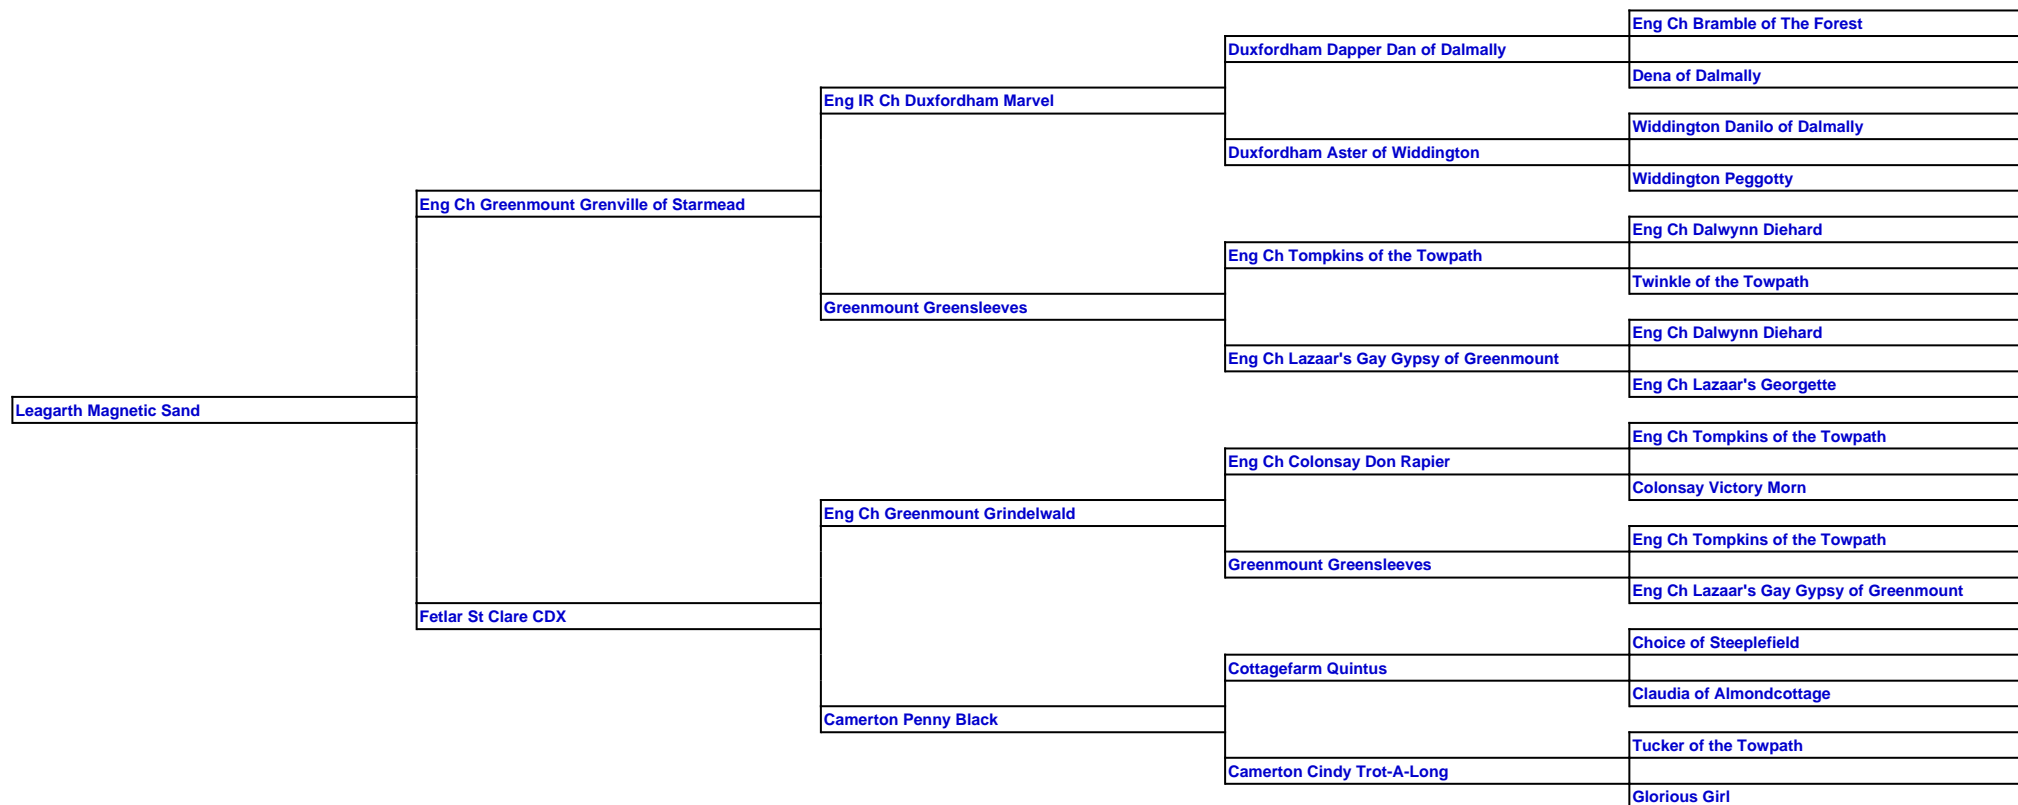 Eng Ch Bramble of The Forest
Duxfordham Dapper Dan of Dalmally
Dena of Dalmally
Eng IR Ch Duxfordham Marvel
Widdington Danilo of Dalmally
Duxfordham Aster of Widdington
Widdington Peggotty
Eng Ch Greenmount Grenville of Starmead
Eng Ch Dalwynn Diehard
Eng Ch Tompkins of the Towpath
Twinkle of the Towpath
Greenmount Greensleeves
Eng Ch Dalwynn Diehard
Eng Ch Lazaar's Gay Gypsy of Greenmount
Eng Ch Lazaar's Georgette
Leagarth Magnetic Sand
Eng Ch Tompkins of the Towpath
Eng Ch Colonsay Don Rapier
Colonsay Victory Morn
Eng Ch Greenmount Grindelwald
Eng Ch Tompkins of the Towpath
Greenmount Greensleeves
Eng Ch Lazaar's Gay Gypsy of Greenmount
Fetlar St Clare CDX
Choice of Steeplefield
Cottagefarm Quintus
Claudia of Almondcottage
Camerton Penny Black
Tucker of the Towpath
Camerton Cindy Trot-A-Long
Glorious Girl